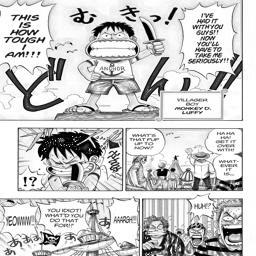 むきっ
I'VE
HAD IT
WITH YOU
GUYS!!
NOW
YOU'LL
HAVE TO
TAKE ME
SERIOUSLY!!
THIS
IS HOW
TOUGH I
AM!!!
ANCHOR
どん!
VILLAGER
BOY
MONKEY D.
LUFFY
HA HA!
GET IT
OVER WITH!
WHAT-
EVER IT
IS...
WHAT'S
THAT PUP
UP TO
NOW?
!?
HUH!?
AAARGH!!
YOU IDIOT!
WHAT'D
YOU DO
THAT
FOR!?
YEOWWW!!